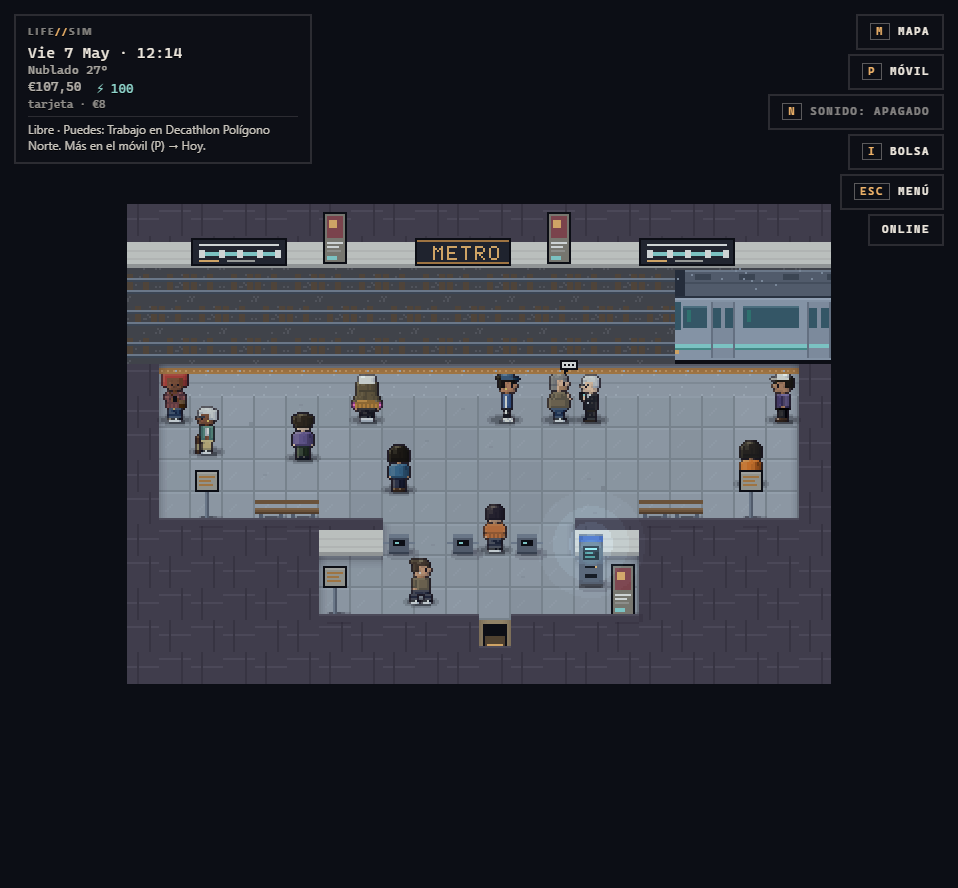 LIFE//SIM
Vie 7 May · 12:14
Nublado 27°
€107,50 ⚡ 100
tarjeta · €8
Libre · Puedes: Trabajo en Decathlon Polígono
Norte. Más en el móvil (P) → Hoy.
M MAPA
P MÓVIL
N SONIDO: APAGADO
I BOLSA
ESC MENÚ
ONLINE
METRO